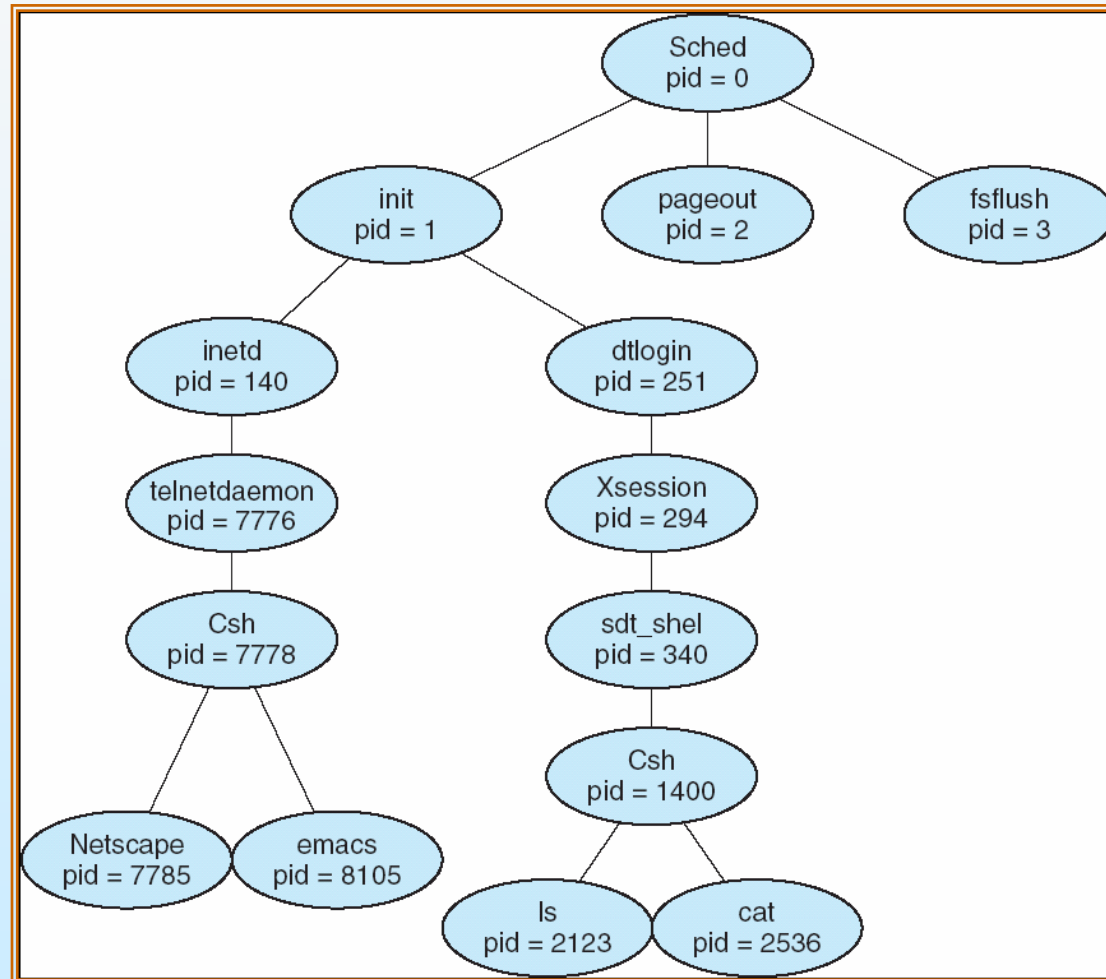 Sched
pid = 0
init
pid = 1
pageout
pid = 2
fsflush
pid = 3
inetd
pid = 140
dtlogin
pid = 251
telnetdaemon
pid = 7776
Xsession
pid = 294
Csh
pid = 7778
sdt_shel
pid = 340
Csh
pid = 1400
Netscape
pid = 7785
emacs
pid = 8105
ls
pid = 2123
cat
pid = 2536